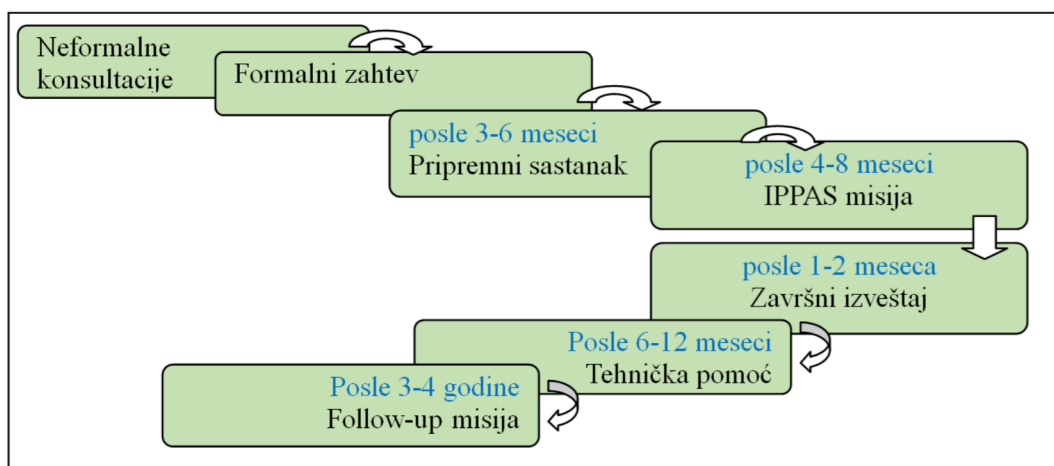 Neformalne
konsultacije
Formalni zahtev
posle 3-6 meseci
Pripremni sastanak
posle 4-8 meseci
IPPAS misija
posle 1-2 meseca
Završni izveštaj
Posle 6-12 meseci
Tehnička pomoć
Posle 3-4 godine
Follow-up misija